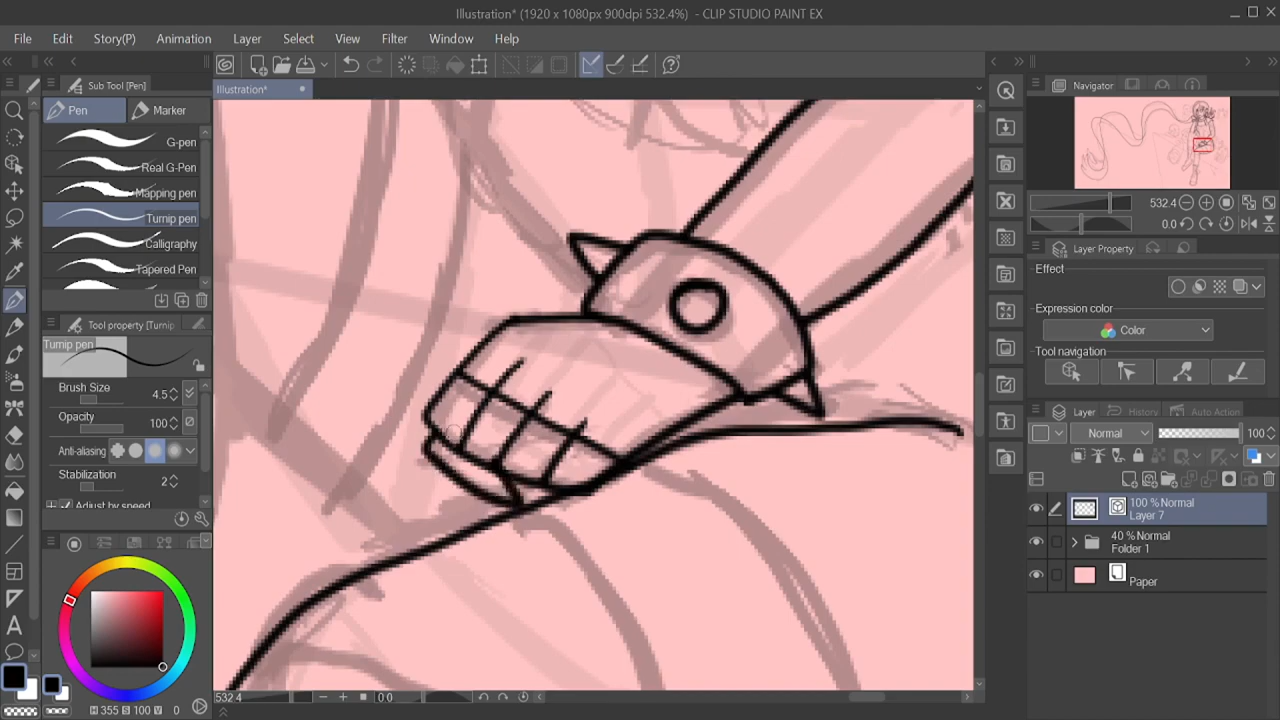 Illustration* (1920 x 1080px 900dpi 532.4%) - CLIP STUDIO PAINT EX
File Edit Story(P) Animation Layer Select View Filter Window Help
Sub Tool [Pen]
Illustration*
Navigator
Pen Marker
G-pen
Real G-Pen
Mapping pen
Turnip pen
Calligraphy
Tapered Pen
532.4
0.0
Layer Property
Effect
Expression color
Color
Tool navigation
Tool property [Turnip
Turnip pen
Brush Size 4.5
Opacity 100
Anti-aliasing
Stabilization 2
Adjust by speed
Layer History Auto Action
Normal 100
100 %Normal
Layer 7
40 %Normal
Folder 1
Paper
H 355 S 100 V 0
532.4 0.0